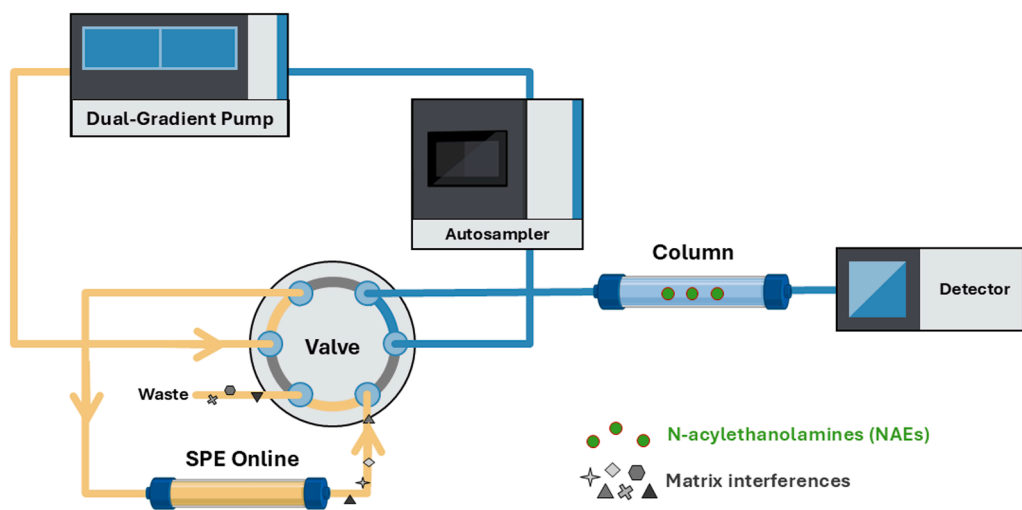 Dual-Gradient Pump
Autosampler
Column
Detector
Valve
Waste
SPE Online
N-acylethanolamines (NAEs)
Matrix interferences